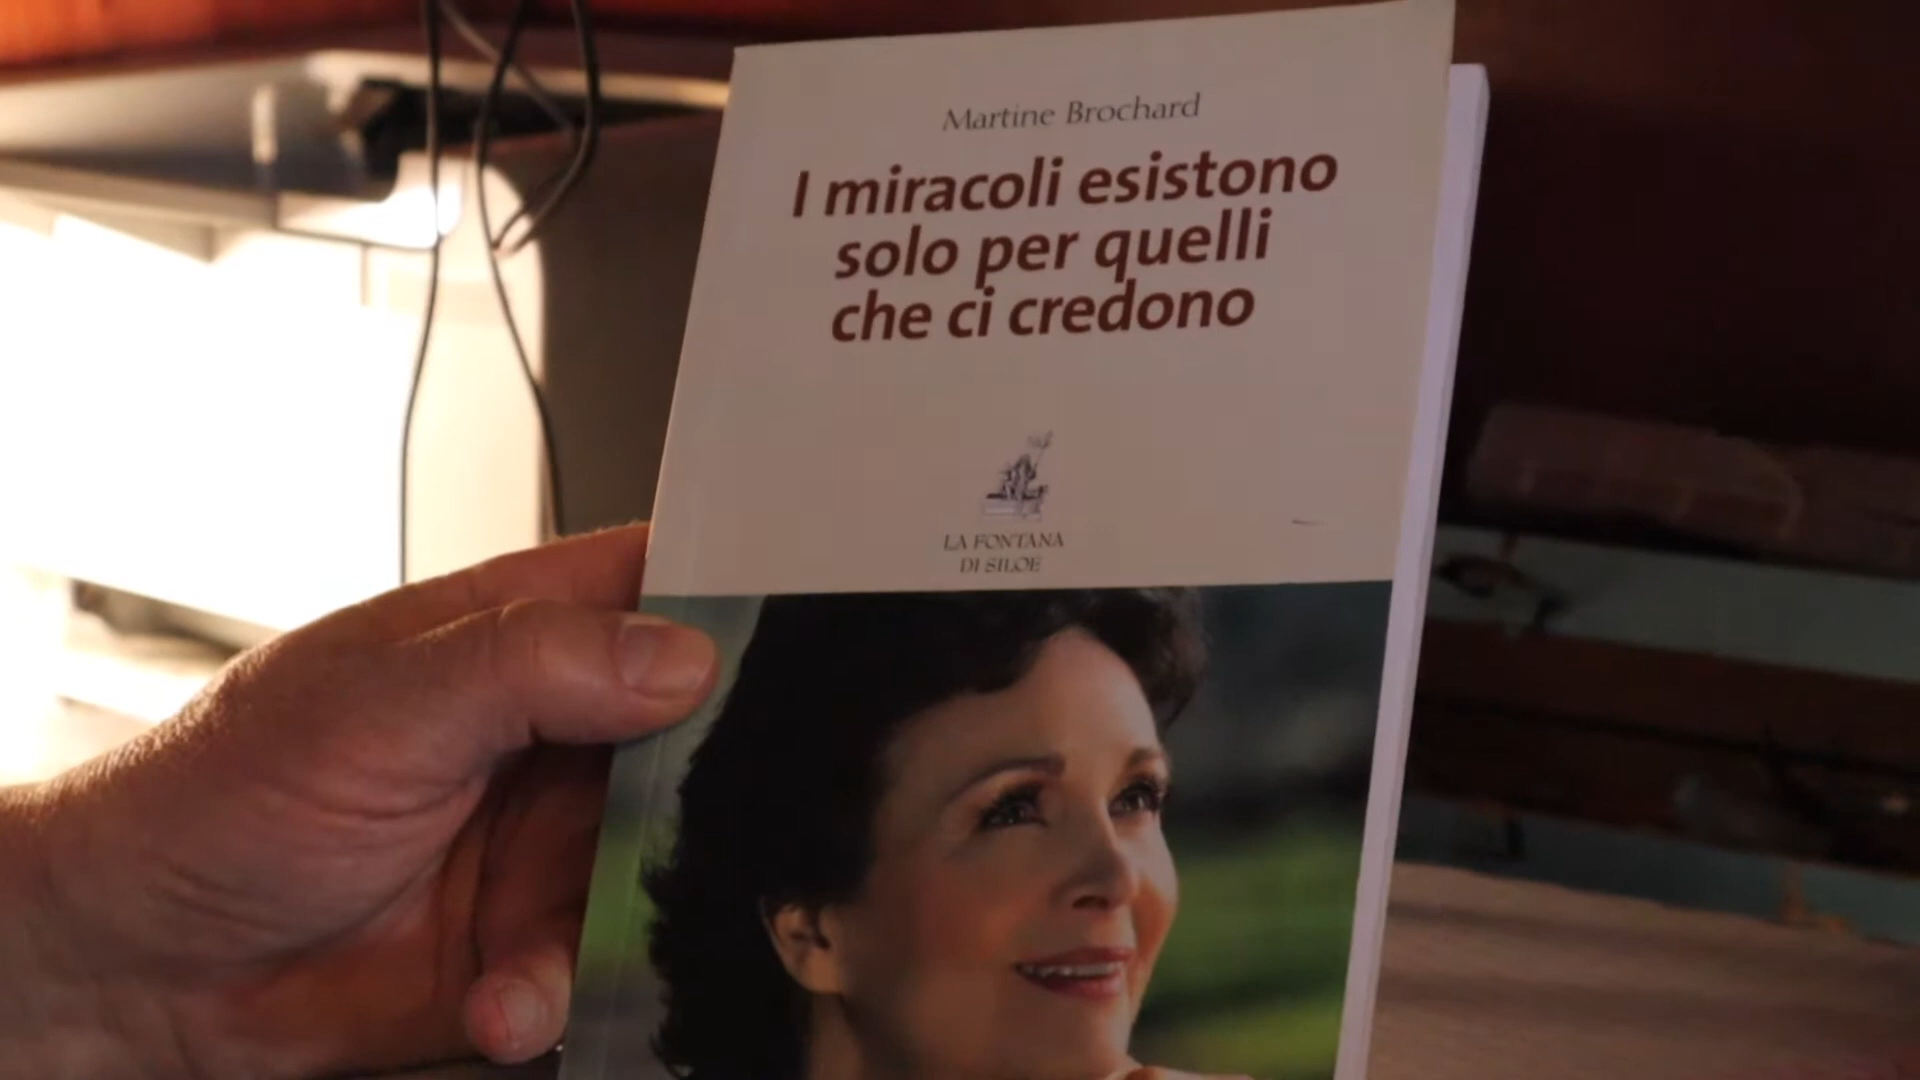 Martine Brochard
I miracoli esistono
solo per quelli
che ci credono
LA FONTANA
DI SILOE